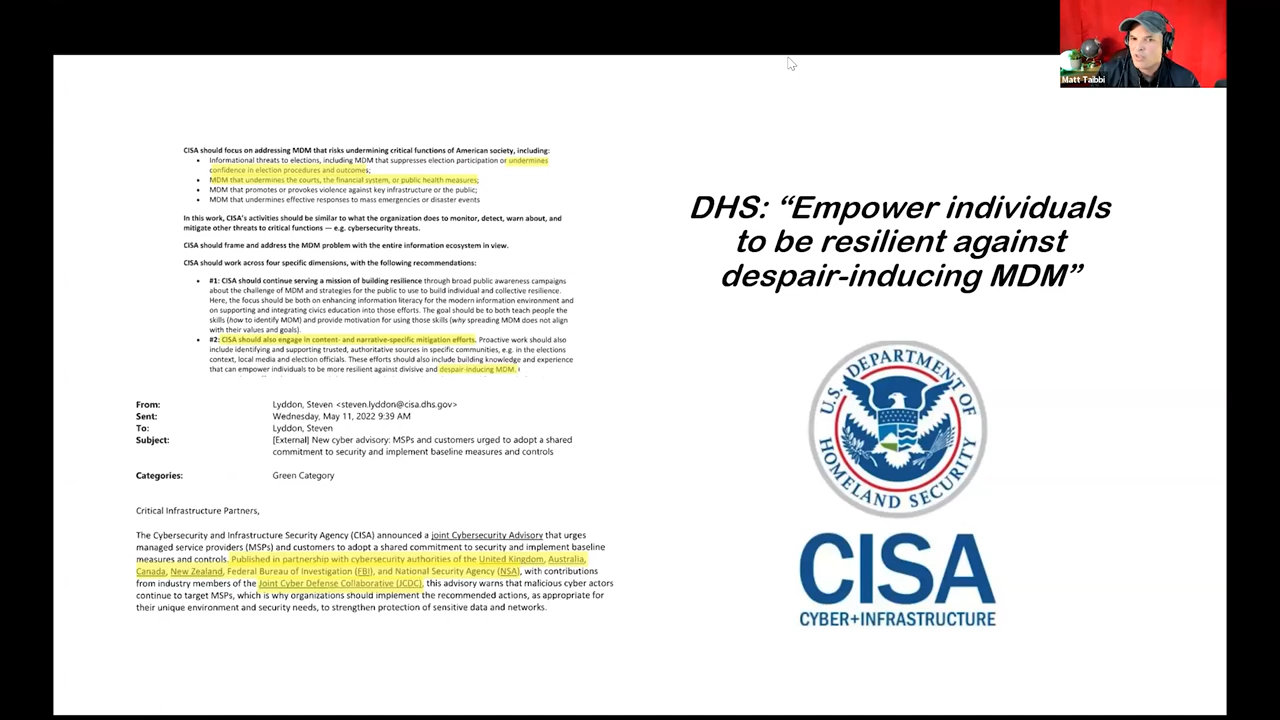 Matt Taibbi
CISA should focus on addressing MDM that risks undermining critical functions of American society, including:
• Informational threats to elections, including MDM that suppresses election participation or undermines
confidence in election procedures and outcomes;
• MDM that undermines the courts, the financial system, or public health measures;
• MDM that promotes or provokes violence against key infrastructure or the public;
• MDM that undermines effective responses to mass emergencies or disaster events
In this work, CISA's activities should be similar to what the organization does to monitor, detect, warn about, and
mitigate other threats to critical functions — e.g. cybersecurity threats.
CISA should frame and address the MDM problem with the entire information ecosystem in view.
CISA should work across four specific dimensions, with the following recommendations:
• #1: CISA should continue serving a mission of building resilience through broad public awareness campaigns
about the challenge of MDM and strategies for the public to use to build individual and collective resilience.
Here, the focus should be both on enhancing information literacy for the modern information environment and
on supporting and integrating civics education into those efforts. The goal should be to both teach people the
skills (how to identify MDM) and provide motivation for using those skills (why spreading MDM does not align
with their values and goals).
• #2: CISA should also engage in content- and narrative-specific mitigation efforts. Proactive work should also
include identifying and supporting trusted, authoritative sources in specific communities, e.g. in the elections
context, local media and election officials. These efforts should also include building knowledge and experience
that can empower individuals to be more resilient against divisive and despair-inducing MDM.
From: Lyddon, Steven <steven.lyddon@cisa.dhs.gov>
Sent: Wednesday, May 11, 2022 9:39 AM
To: Lyddon, Steven
Subject: [External] New cyber advisory: MSPs and customers urged to adopt a shared
commitment to security and implement baseline measures and controls
Categories: Green Category
Critical Infrastructure Partners,
The Cybersecurity and Infrastructure Security Agency (CISA) announced a joint Cybersecurity Advisory that urges
managed service providers (MSPs) and customers to adopt a shared commitment to security and implement baseline
measures and controls. Published in partnership with cybersecurity authorities of the United Kingdom, Australia,
Canada, New Zealand, Federal Bureau of Investigation (FBI), and National Security Agency (NSA), with contributions
from industry members of the Joint Cyber Defense Collaborative (JCDC), this advisory warns that malicious cyber actors
continue to target MSPs, which is why organizations should implement the recommended actions, as appropriate for
their unique environment and security needs, to strengthen protection of sensitive data and networks.
DHS: “Empower individuals
to be resilient against
despair-inducing MDM”
U.S. DEPARTMENT OF
HOMELAND SECURITY
CISA
CYBER+INFRASTRUCTURE